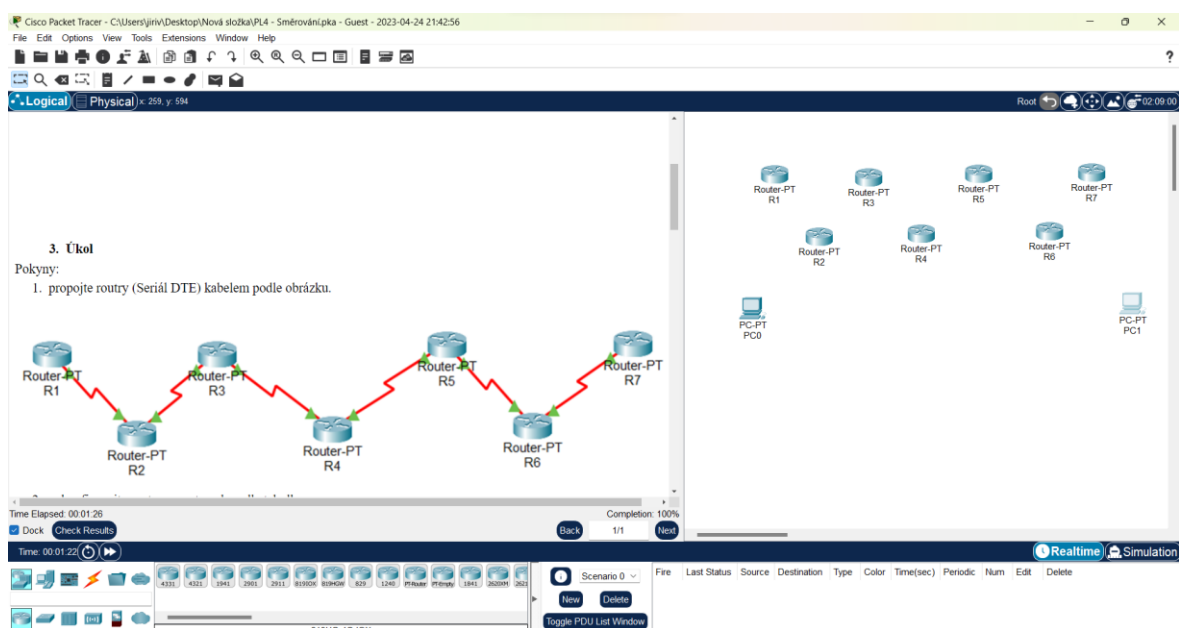 Cisco Packet Tracer - C:\Users\jiriv\Desktop\Nová složka\PL4 - Směrování.pka - Guest - 2023-04-24 21:42:56
File Edit Options View Tools Extensions Window Help
?
Logical Physical x: 259, y: 594 Root 02:09:00
3. Úkol
Pokyny:
1. propojte routry (Seriál DTE) kabelem podle obrázku.
Router-PT
R1
Router-PT
R2
Router-PT
R3
Router-PT
R4
Router-PT
R5
Router-PT
R6
Router-PT
R7
Router-PT
R1
Router-PT
R3
Router-PT
R5
Router-PT
R7
Router-PT
R2
Router-PT
R4
Router-PT
R6
PC-PT
PC0
PC-PT
PC1
Time Elapsed: 00:01:26 Completion: 100%
Dock Check Results Back 1/1 Next
Time: 00:01:22 Realtime Simulation
4331 4321 1941 2901 2911 819IOX 819HGW 829 1240 PT-Router PT-Empty 1841 2620XM 2621
Scenario 0
New Delete
Toggle PDU List Window
Fire Last Status Source Destination Type Color Time(sec) Periodic Num Edit Delete